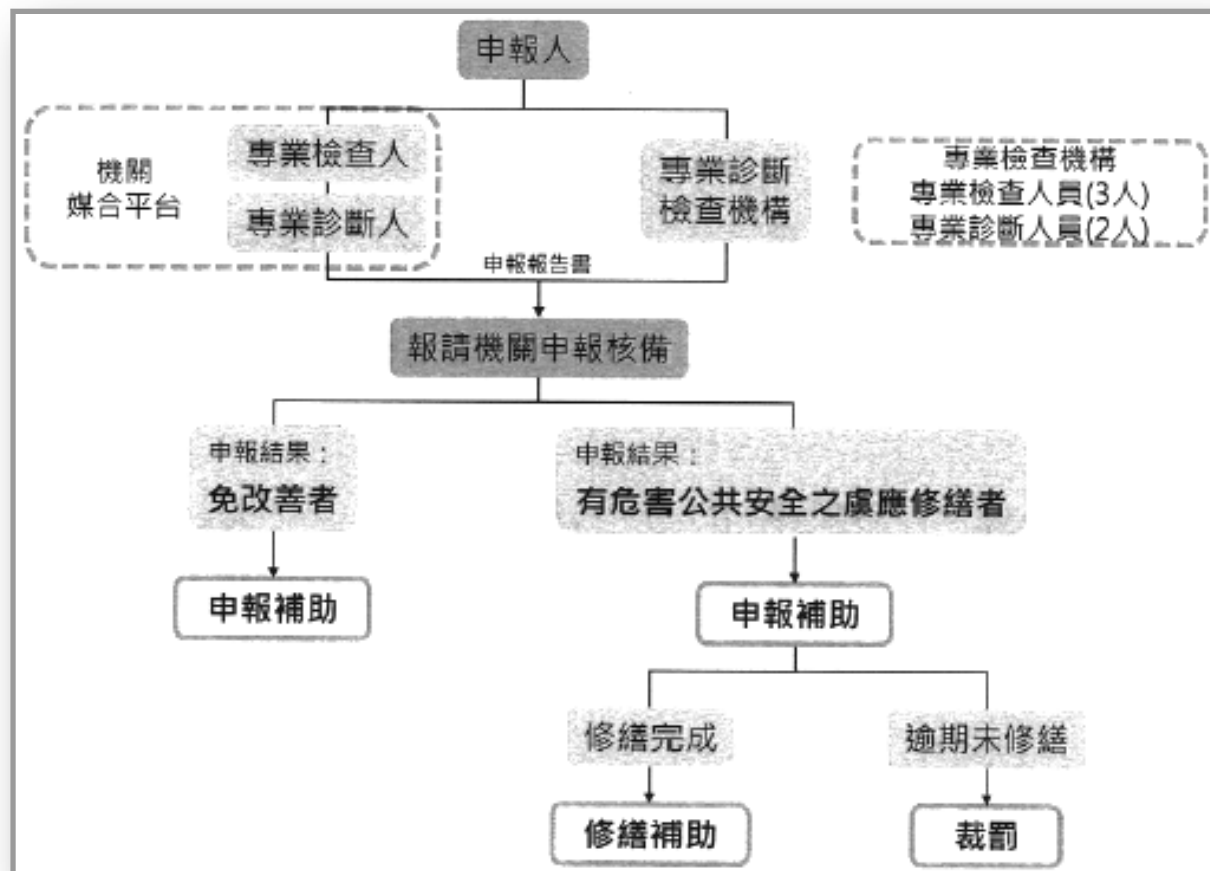 申報人
機關
媒合平台
專業檢查人
專業診斷人
專業診斷
檢查機構
專業檢查機構
專業檢查人員(3人)
專業診斷人員(2人)
申報報告書
報請機關申報核備
申報結果：
免改善者
申報結果：
有危害公共安全之虞應修繕者
申報補助
申報補助
修繕完成
逾期未修繕
修繕補助
裁罰